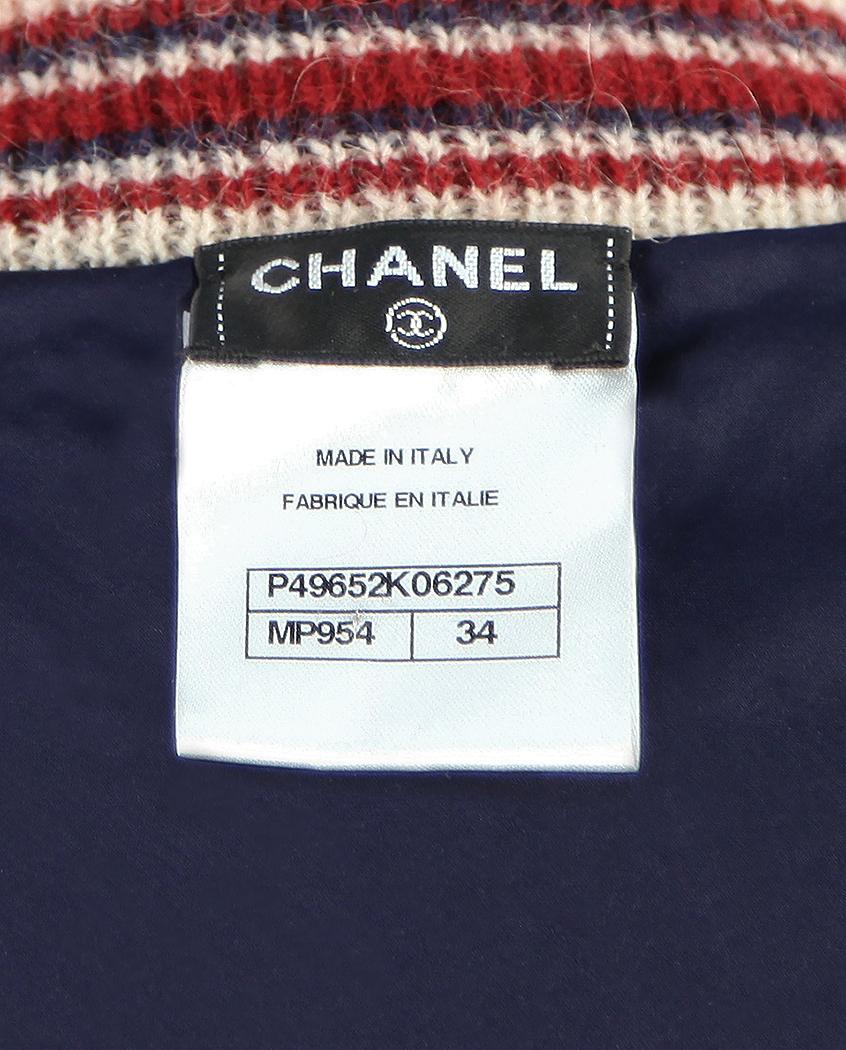 CHANEL
MADE IN ITALY
FABRIQUE EN ITALIE
P49652K06275
MP954 34